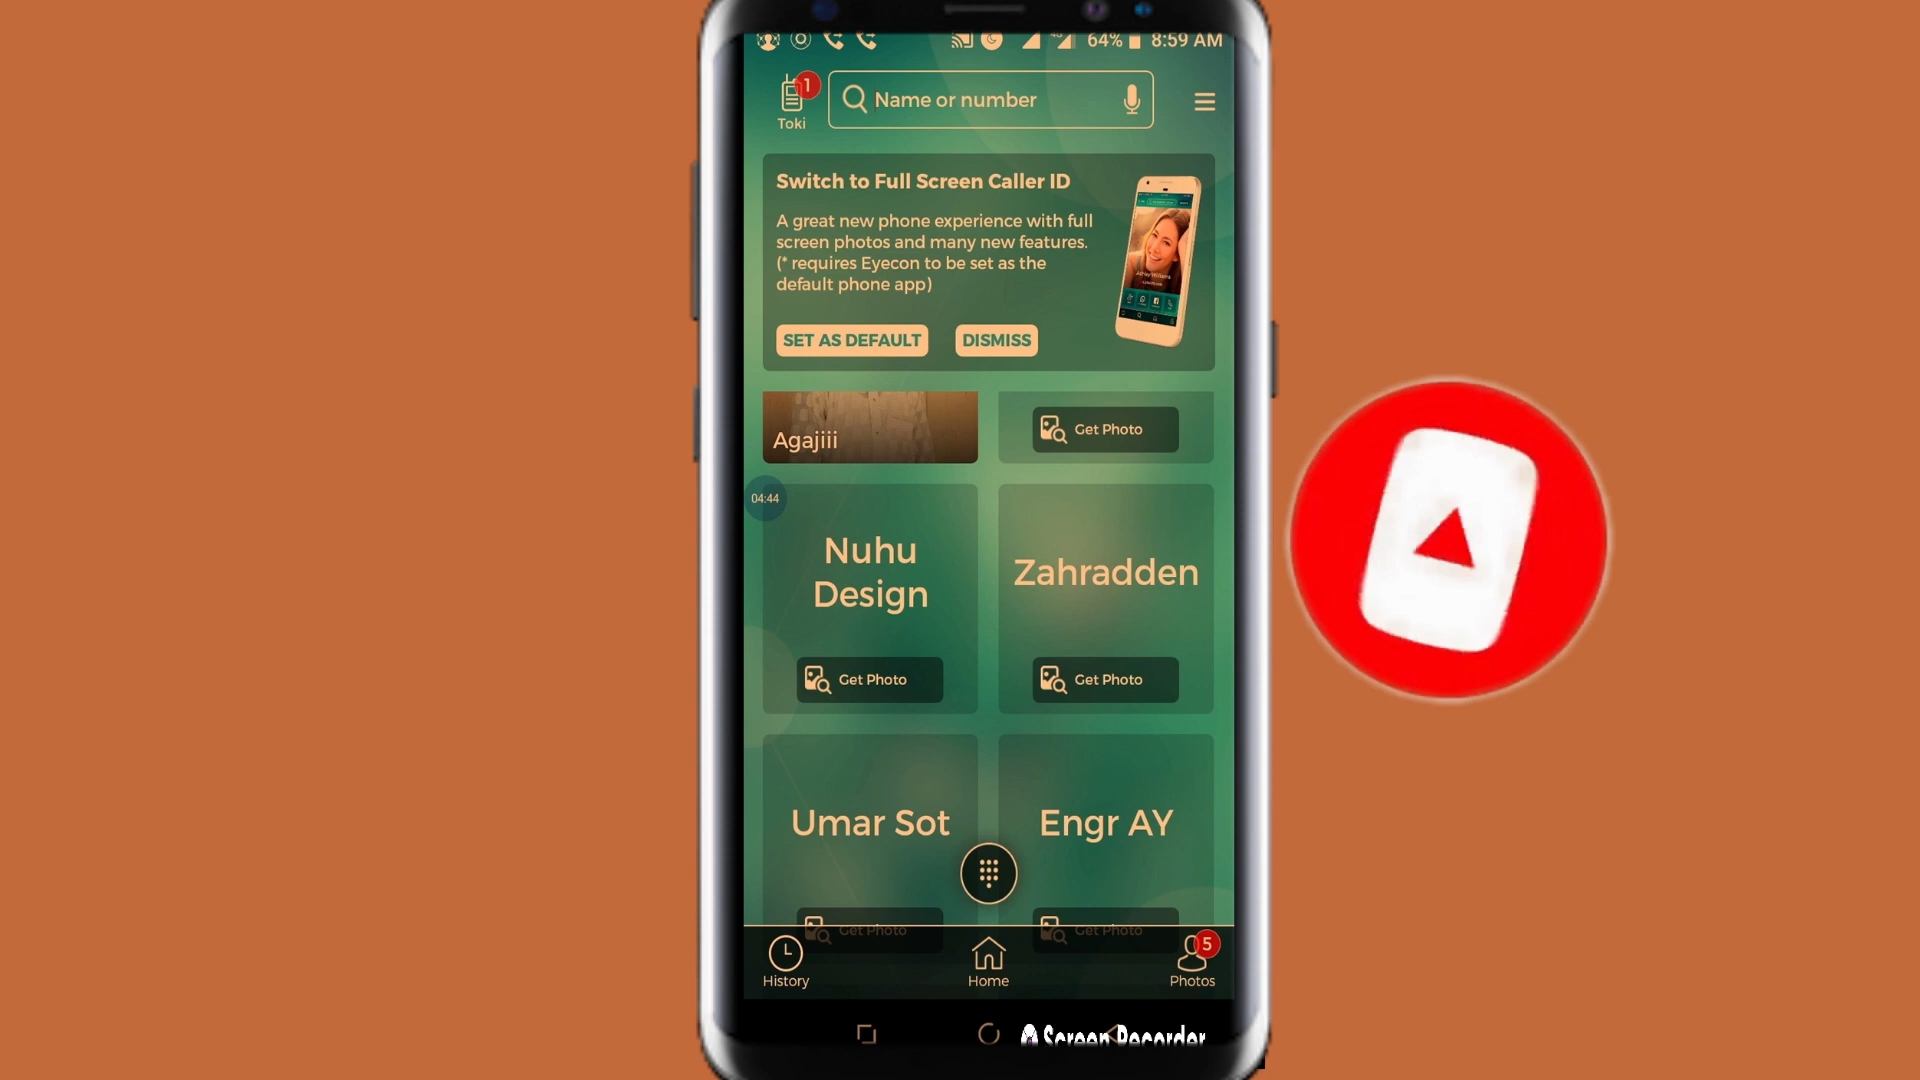 64% 8:59 AM
1
Toki
Name or number
Switch to Full Screen Caller ID
A great new phone experience with full
screen photos and many new features.
(* requires Eyecon to be set as the
default phone app)
SET AS DEFAULT
DISMISS
Agajiii
Get Photo
04:44
Nuhu
Design
Get Photo
Zahradden
Get Photo
Umar Sot
Get Photo
Engr AY
Get Photo
History
Home
5
Photos
Screen Recorder